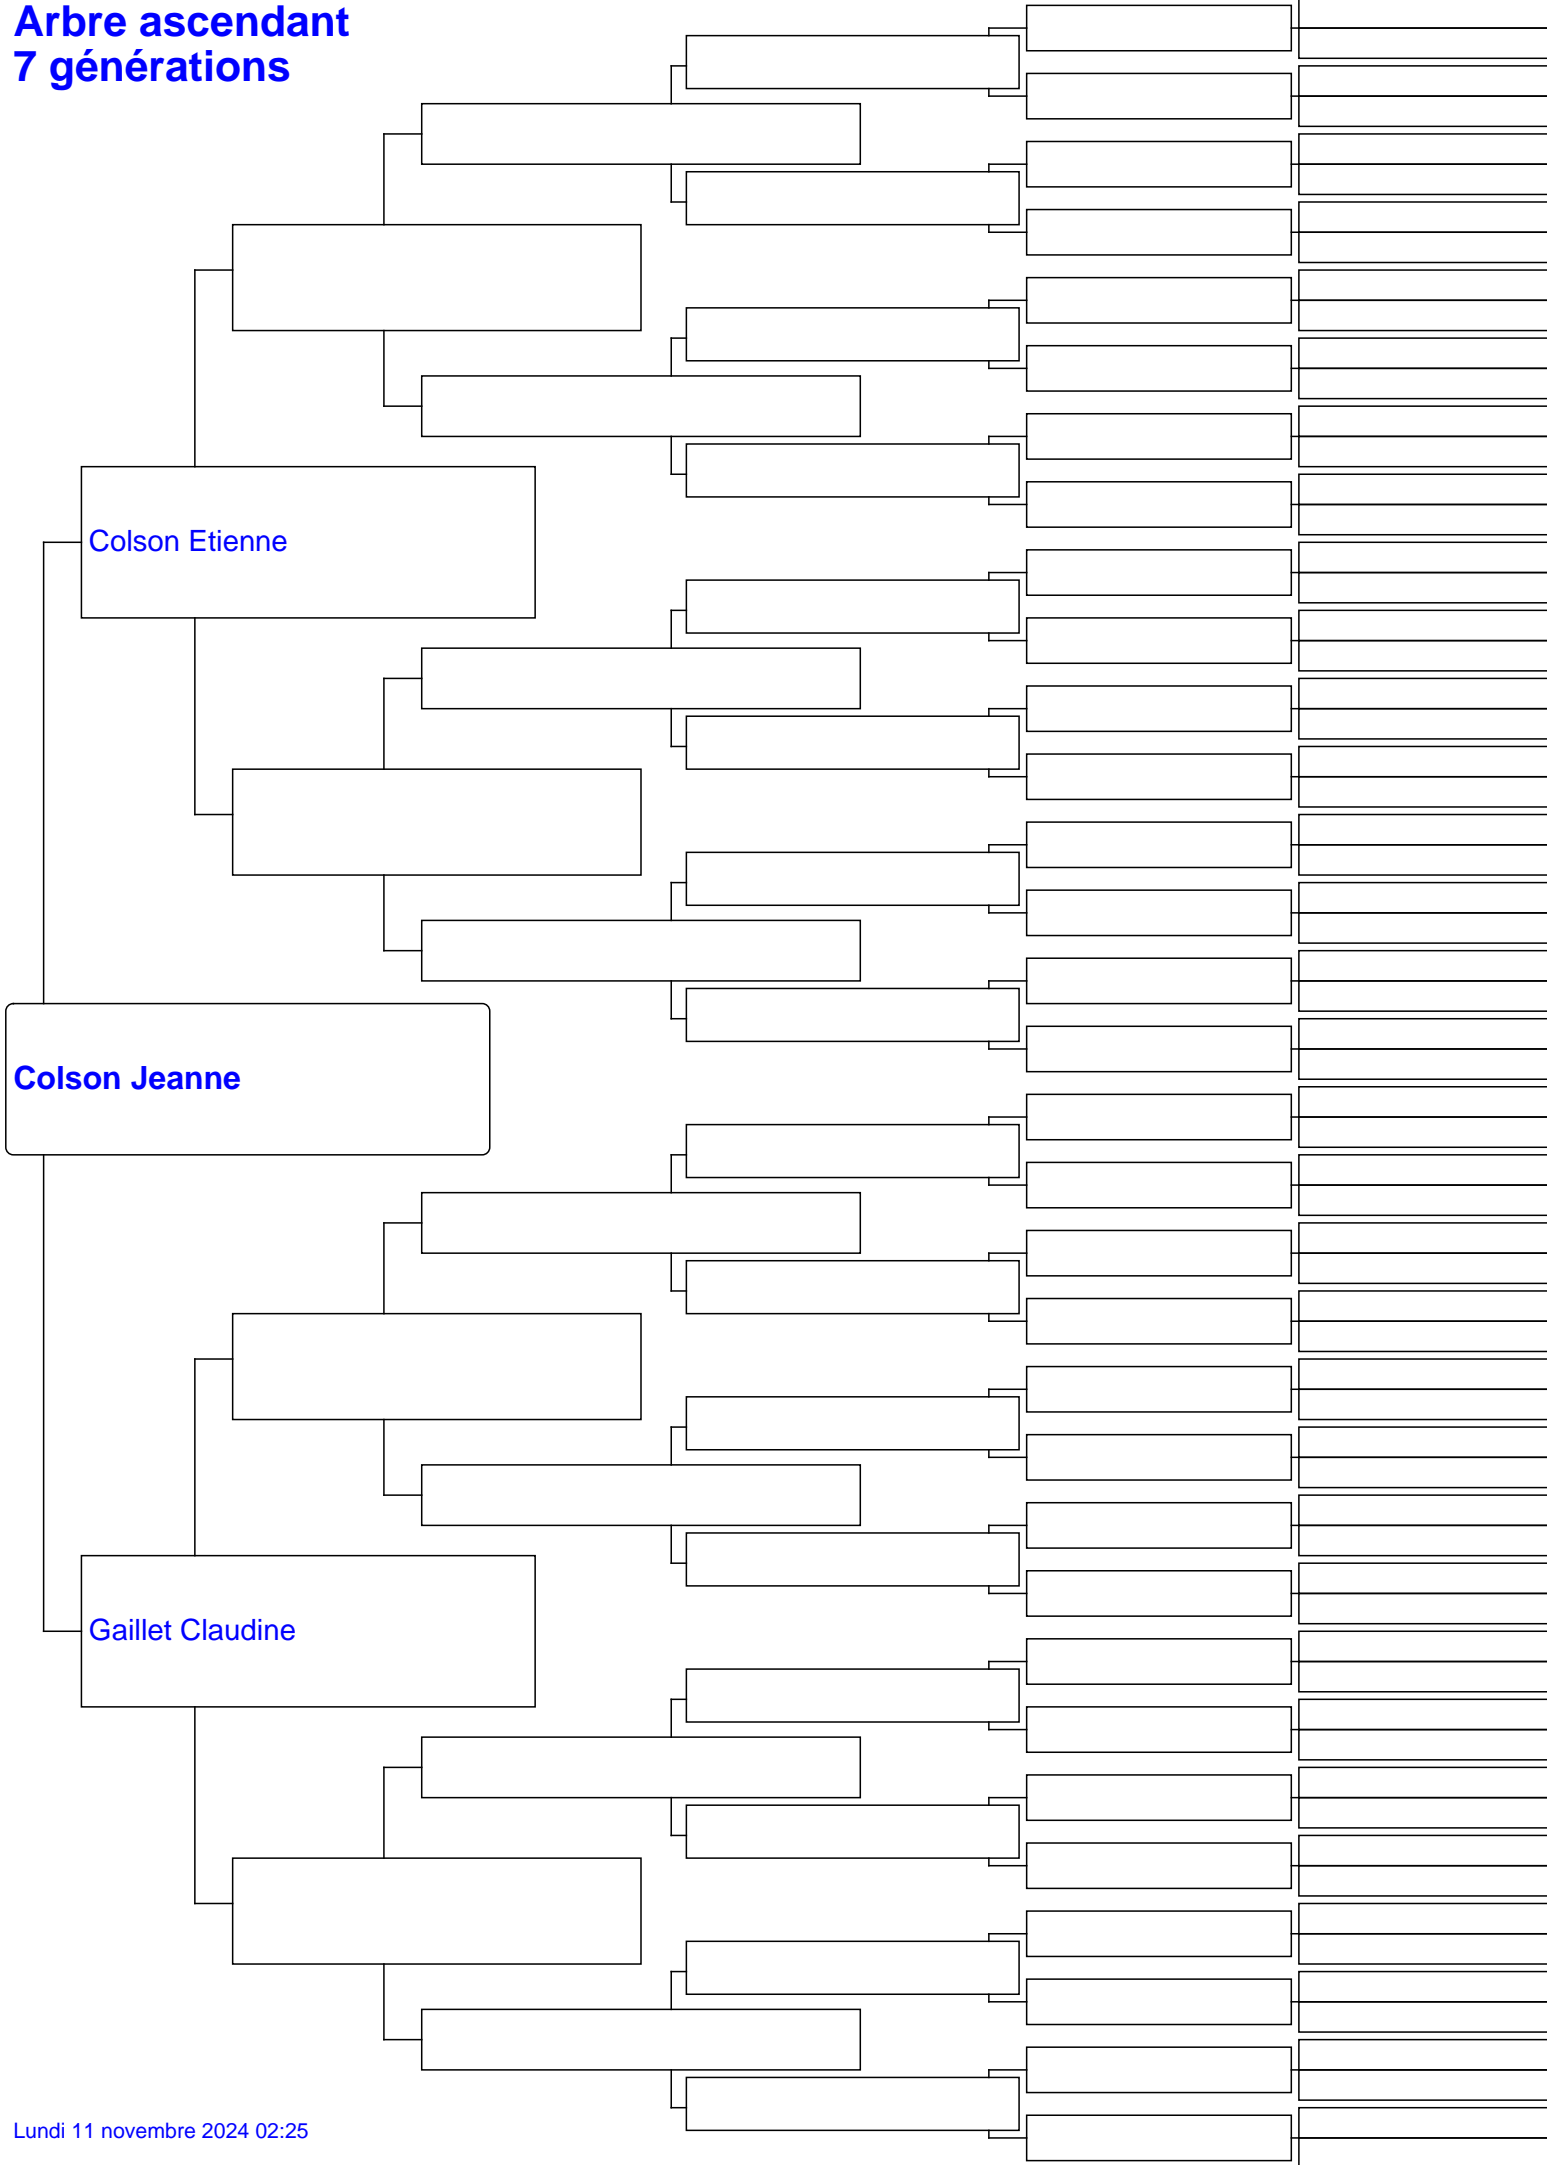 Arbre ascendant
7 générations
Colson Etienne
Colson Jeanne
Gaillet Claudine
Lundi 11 novembre 2024 02:25